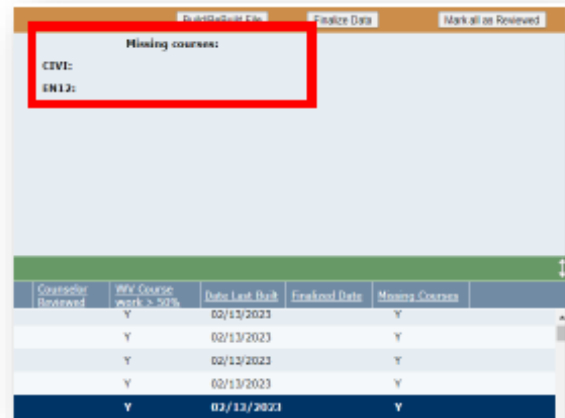 Build/ReBuild File Finalize Data Mark all as Reviewed
Missing courses:
CIVI:
EN12:
Counselor WV Course Date Last Built Finalized Date Missing Courses
Reviewed work > 50%
Y 02/13/2023 Y
Y 02/13/2023 Y
Y 02/13/2023 Y
Y 02/13/2023 Y
Y 02/13/2023 Y